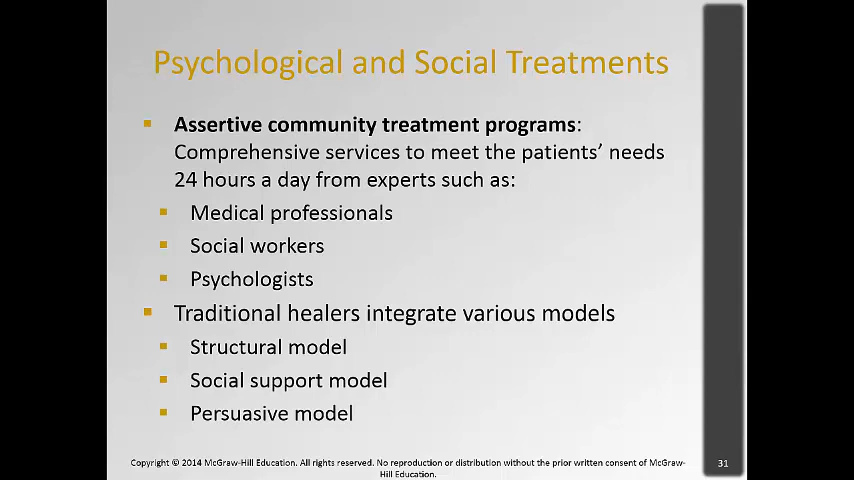 Psychological and Social Treatments
Assertive community treatment programs:
Comprehensive services to meet the patients’ needs
24 hours a day from experts such as:
Medical professionals
Social workers
Psychologists
Traditional healers integrate various models
Structural model
Social support model
Persuasive model
Copyright © 2014 McGraw-Hill Education. All rights reserved. No reproduction or distribution without the prior written consent of McGraw-
Hill Education.
31